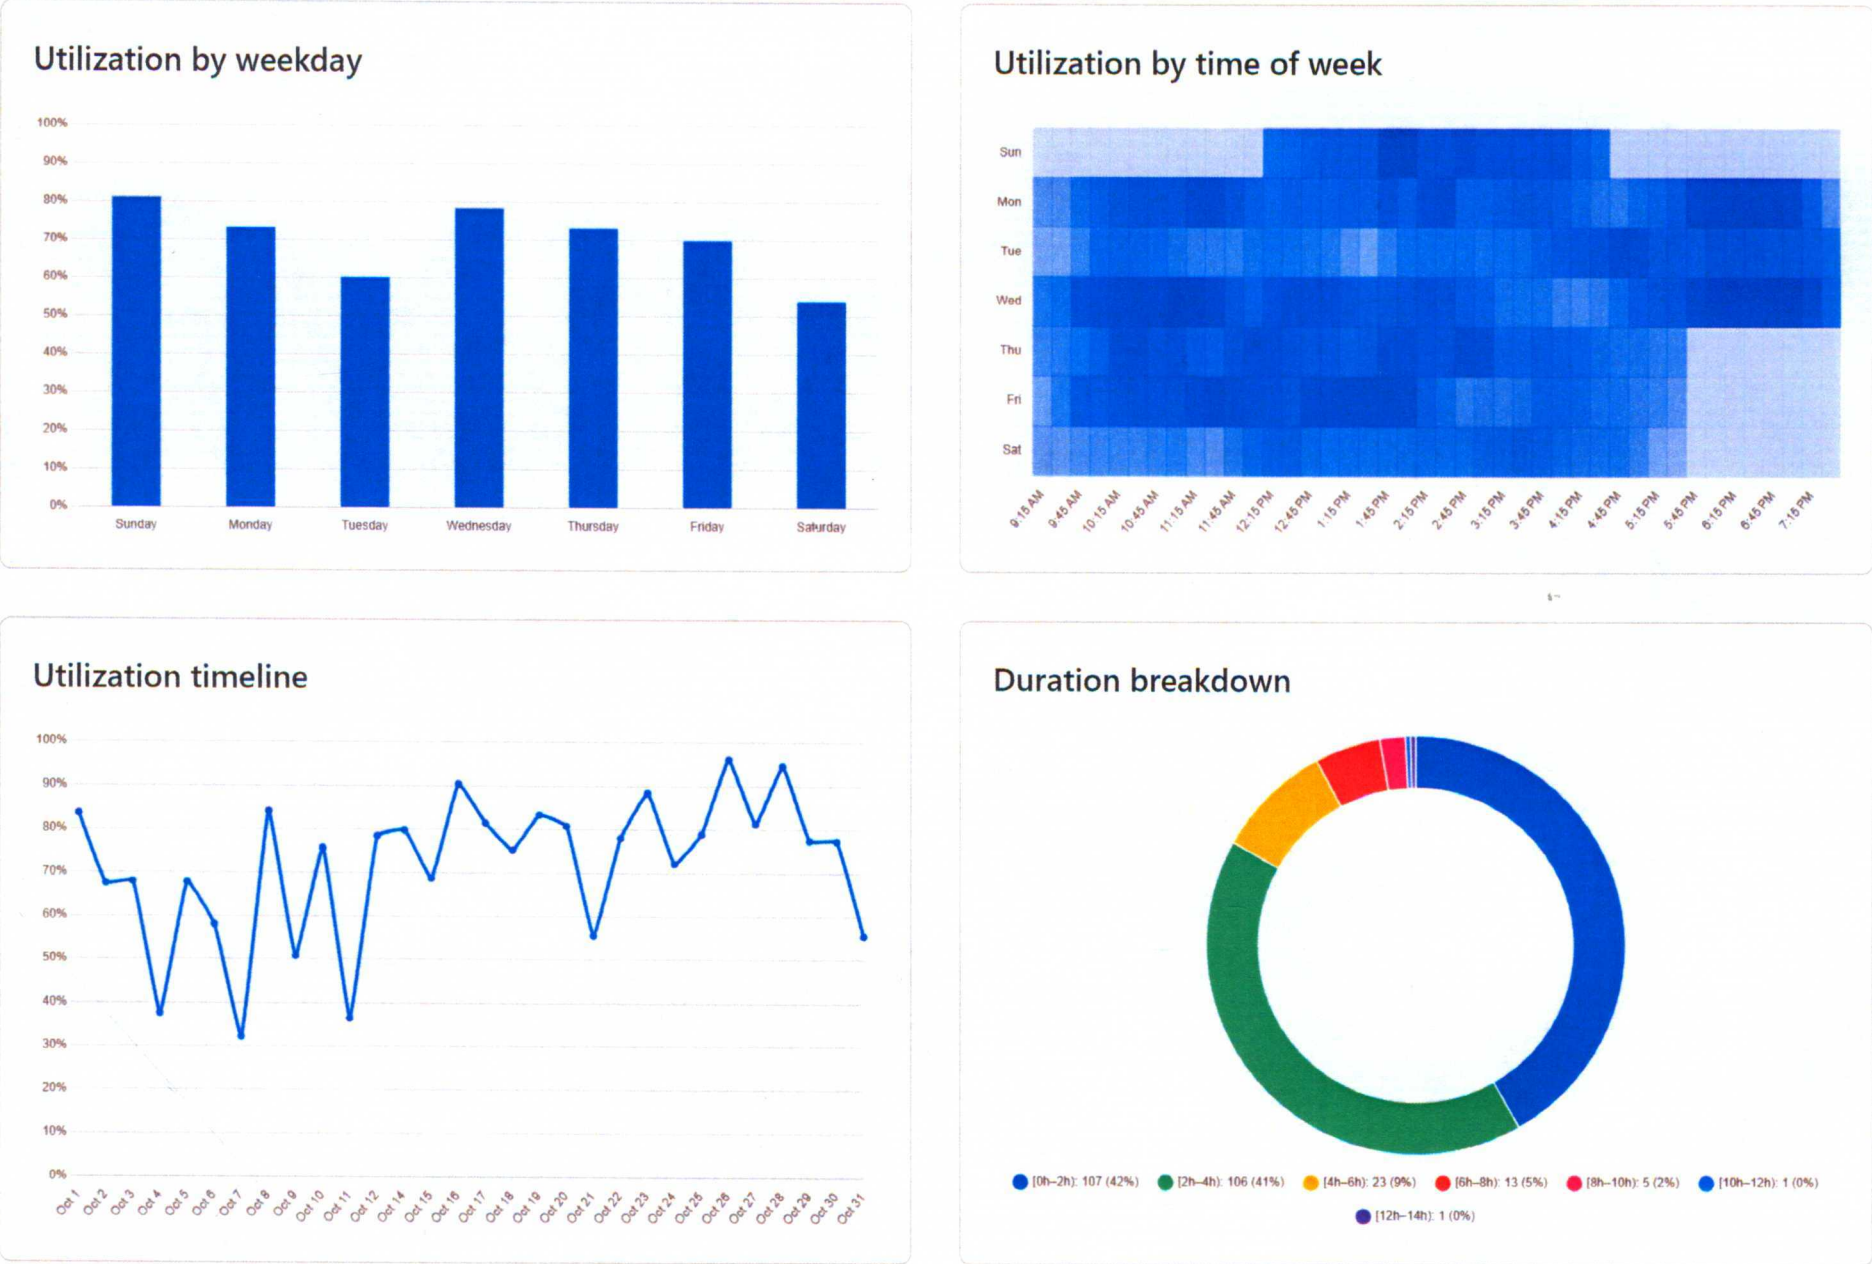 Utilization by weekday
100%
90%
80%
70%
60%
50%
40%
30%
20%
10%
0%
Sunday Monday Tuesday Wednesday Thursday Friday Saturday
Utilization by time of week
Sun
Mon
Tue
Wed
Thu
Fri
Sat
9:15 AM 9:45 AM 10:15 AM 10:45 AM 11:15 AM 11:45 AM 12:15 PM 12:45 PM 1:15 PM 1:45 PM 2:15 PM 2:45 PM 3:15 PM 3:45 PM 4:15 PM 4:45 PM 5:15 PM 5:45 PM 6:15 PM 6:45 PM 7:15 PM
Utilization timeline
100%
90%
80%
70%
60%
50%
40%
30%
20%
10%
0%
Oct 1 Oct 2 Oct 3 Oct 4 Oct 5 Oct 6 Oct 7 Oct 8 Oct 9 Oct 10 Oct 11 Oct 12 Oct 14 Oct 15 Oct 16 Oct 17 Oct 18 Oct 19 Oct 20 Oct 21 Oct 22 Oct 23 Oct 24 Oct 25 Oct 26 Oct 27 Oct 28 Oct 29 Oct 30 Oct 31
Duration breakdown
[0h–2h): 107 (42%) [2h–4h): 106 (41%) [4h–6h): 23 (9%) [6h–8h): 13 (5%) [8h–10h): 5 (2%) [10h–12h): 1 (0%)
[12h–14h): 1 (0%)